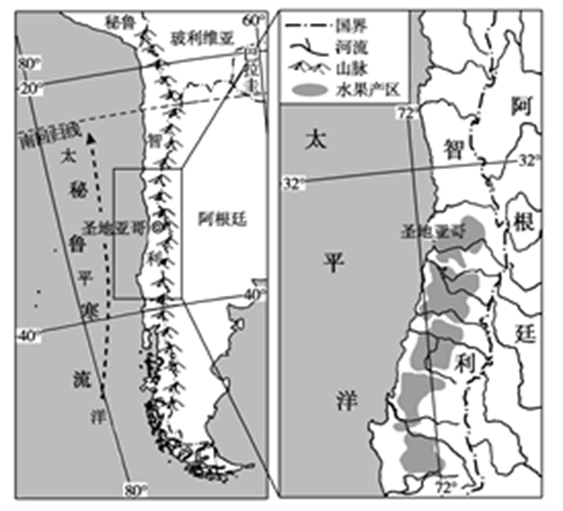 秘鲁
玻利维亚
60°
巴拉圭
80°
20°
南回归线
太
平
洋
秘
鲁
寒
流
智
利
圣地亚哥
阿根廷
40°
40°
80°
国界
河流
山脉
水果产区
72°
太
平
洋
智
利
阿
根
廷
32°
32°
圣地亚哥
72°